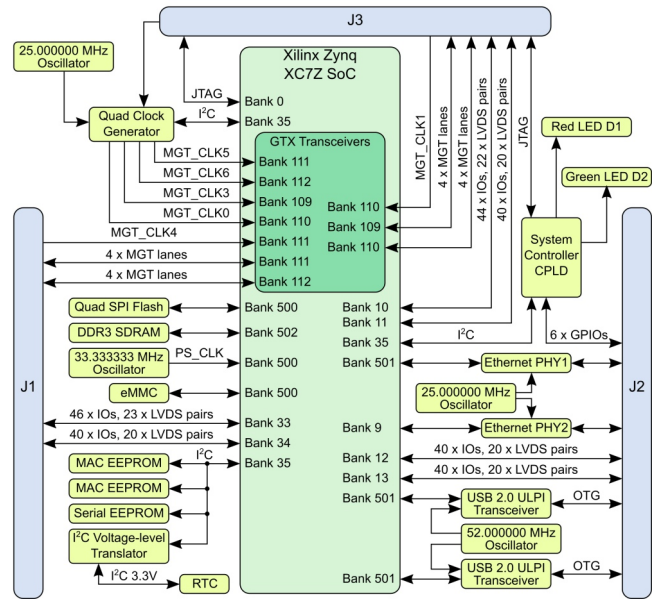 J3
25.000000 MHz
Oscillator
Xilinx Zynq
XC7Z SoC
JTAG
Bank 0
I²C
Bank 35
Quad Clock
Generator
GTX Transceivers
MGT_CLK5
Bank 111
MGT_CLK6
Bank 112
MGT_CLK3
Bank 109
MGT_CLK0
Bank 110
MGT_CLK4
Bank 111
4 x MGT lanes
Bank 111
4 x MGT lanes
Bank 112
Bank 110
Bank 109
Bank 110
MGT_CLK1
4 x MGT lanes
4 x MGT lanes
44 x IOs, 22 x LVDS pairs
40 x IOs, 20 x LVDS pairs
JTAG
Red LED D1
Green LED D2
System
Controller
CPLD
Quad SPI Flash
Bank 500
DDR3 SDRAM
Bank 502
33.333333 MHz
Oscillator
PS_CLK
Bank 500
eMMC
Bank 500
46 x IOs, 23 x LVDS pairs
Bank 33
40 x IOs, 20 x LVDS pairs
Bank 34
MAC EEPROM
I²C
Bank 35
MAC EEPROM
Serial EEPROM
I²C Voltage-level
Translator
I²C 3.3V
RTC
J1
Bank 10
Bank 11
Bank 35
I²C
6 x GPIOs
Bank 501
Ethernet PHY1
25.000000 MHz
Oscillator
Bank 9
Ethernet PHY2
40 x IOs, 20 x LVDS pairs
Bank 12
40 x IOs, 20 x LVDS pairs
Bank 13
Bank 501
USB 2.0 ULPI
Transceiver
OTG
52.000000 MHz
Oscillator
Bank 501
USB 2.0 ULPI
Transceiver
OTG
J2